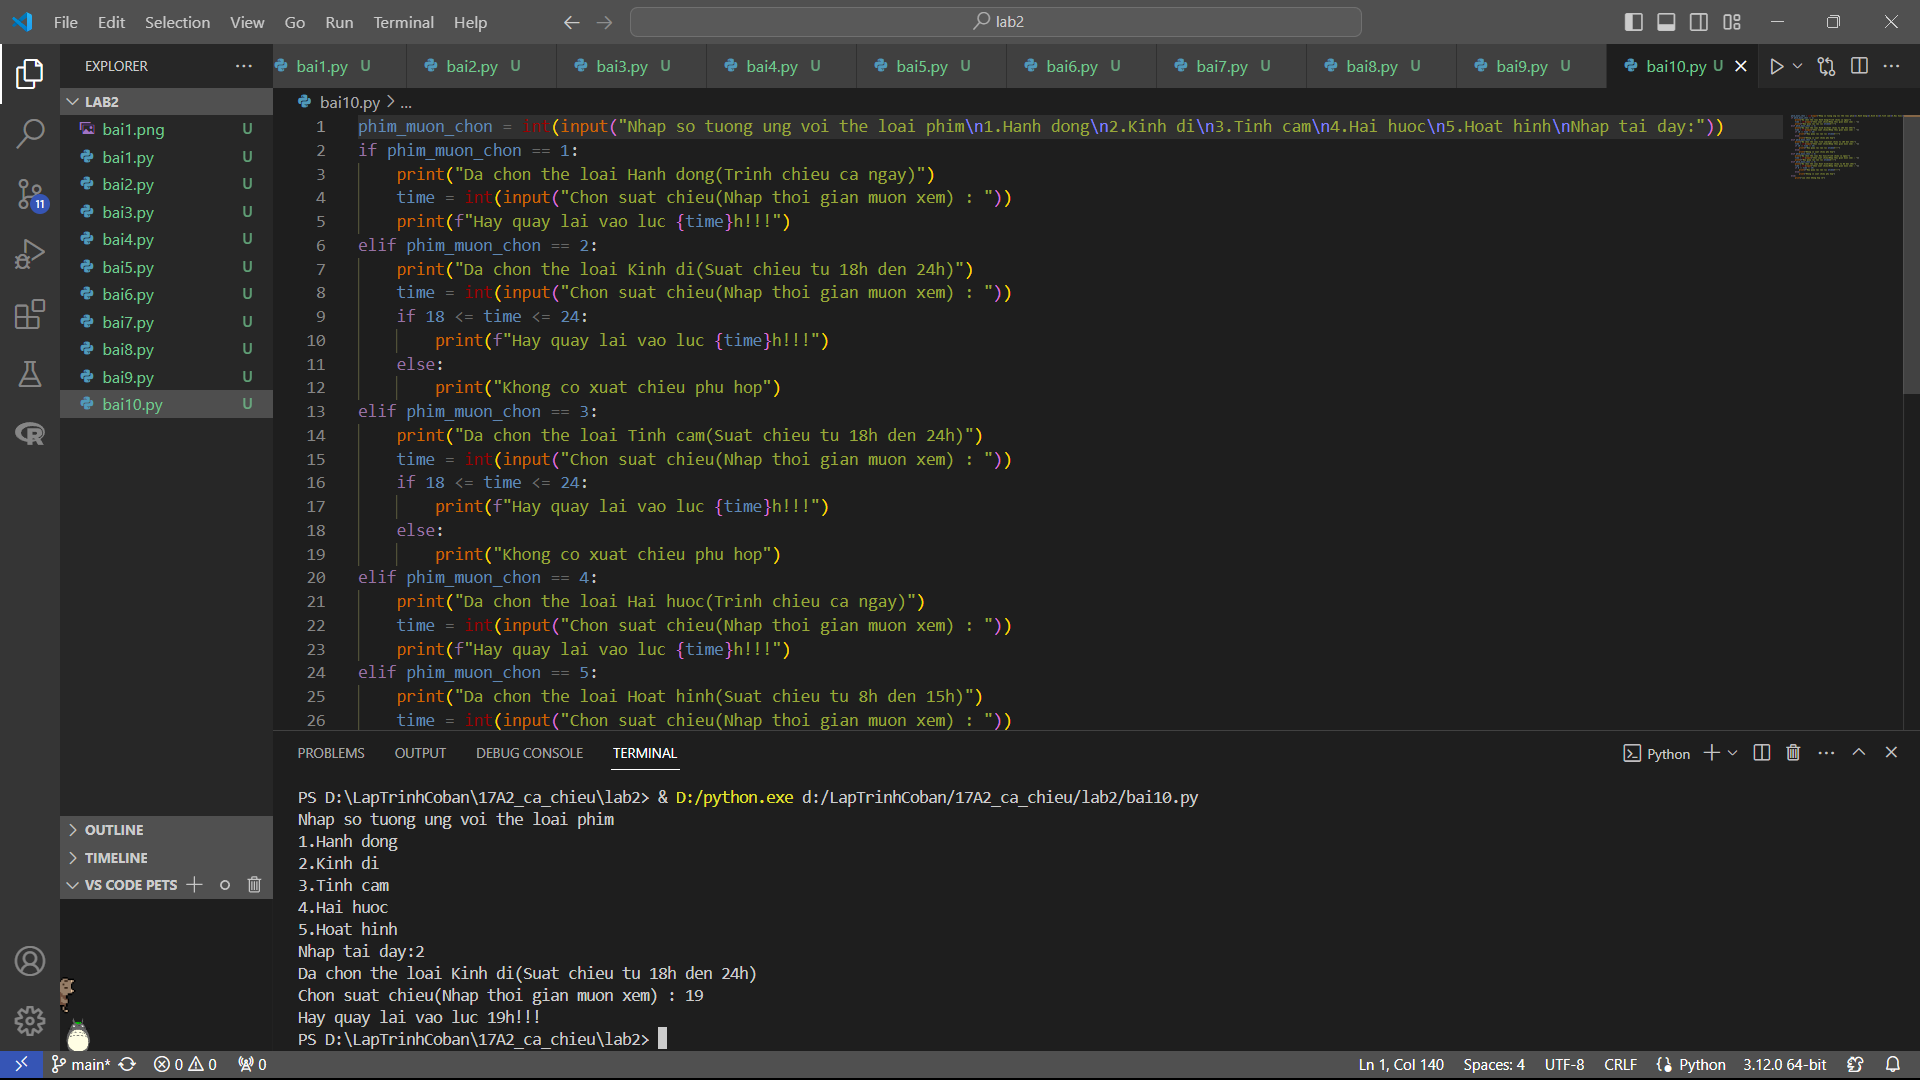 File Edit Selection View Go Run Terminal Help lab2
EXPLORER
bai1.py U bai2.py U bai3.py U bai4.py U bai5.py U bai6.py U bai7.py U bai8.py U bai9.py U bai10.py U
LAB2
bai1.png U
bai1.py U
bai2.py U
bai3.py U
bai4.py U
bai5.py U
bai6.py U
bai7.py U
bai8.py U
bai9.py U
bai10.py U
11
OUTLINE
TIMELINE
VS CODE PETS
bai10.py > ...
1 phim_muon_chon = int(input("Nhap so tuong ung voi the loai phim\n1.Hanh dong\n2.Kinh di\n3.Tinh cam\n4.Hai huoc\n5.Hoat hinh\nNhap tai day:"))
2 if phim_muon_chon == 1:
3     print("Da chon the loai Hanh dong(Trinh chieu ca ngay)")
4     time = int(input("Chon suat chieu(Nhap thoi gian muon xem) : "))
5     print(f"Hay quay lai vao luc {time}h!!!")
6 elif phim_muon_chon == 2:
7     print("Da chon the loai Kinh di(Suat chieu tu 18h den 24h)")
8     time = int(input("Chon suat chieu(Nhap thoi gian muon xem) : "))
9     if 18 <= time <= 24:
10         print(f"Hay quay lai vao luc {time}h!!!")
11     else:
12         print("Khong co xuat chieu phu hop")
13 elif phim_muon_chon == 3:
14     print("Da chon the loai Tinh cam(Suat chieu tu 18h den 24h)")
15     time = int(input("Chon suat chieu(Nhap thoi gian muon xem) : "))
16     if 18 <= time <= 24:
17         print(f"Hay quay lai vao luc {time}h!!!")
18     else:
19         print("Khong co xuat chieu phu hop")
20 elif phim_muon_chon == 4:
21     print("Da chon the loai Hai huoc(Trinh chieu ca ngay)")
22     time = int(input("Chon suat chieu(Nhap thoi gian muon xem) : "))
23     print(f"Hay quay lai vao luc {time}h!!!")
24 elif phim_muon_chon == 5:
25     print("Da chon the loai Hoat hinh(Suat chieu tu 8h den 15h)")
26     time = int(input("Chon suat chieu(Nhap thoi gian muon xem) : "))
PROBLEMS OUTPUT DEBUG CONSOLE TERMINAL Python
PS D:\LapTrinhCoban\17A2_ca_chieu\lab2> & D:/python.exe d:/LapTrinhCoban/17A2_ca_chieu/lab2/bai10.py
Nhap so tuong ung voi the loai phim
1.Hanh dong
2.Kinh di
3.Tinh cam
4.Hai huoc
5.Hoat hinh
Nhap tai day:2
Da chon the loai Kinh di(Suat chieu tu 18h den 24h)
Chon suat chieu(Nhap thoi gian muon xem) : 19
Hay quay lai vao luc 19h!!!
PS D:\LapTrinhCoban\17A2_ca_chieu\lab2>
main* 0 0 0 Ln 1, Col 140 Spaces: 4 UTF-8 CRLF Python 3.12.0 64-bit